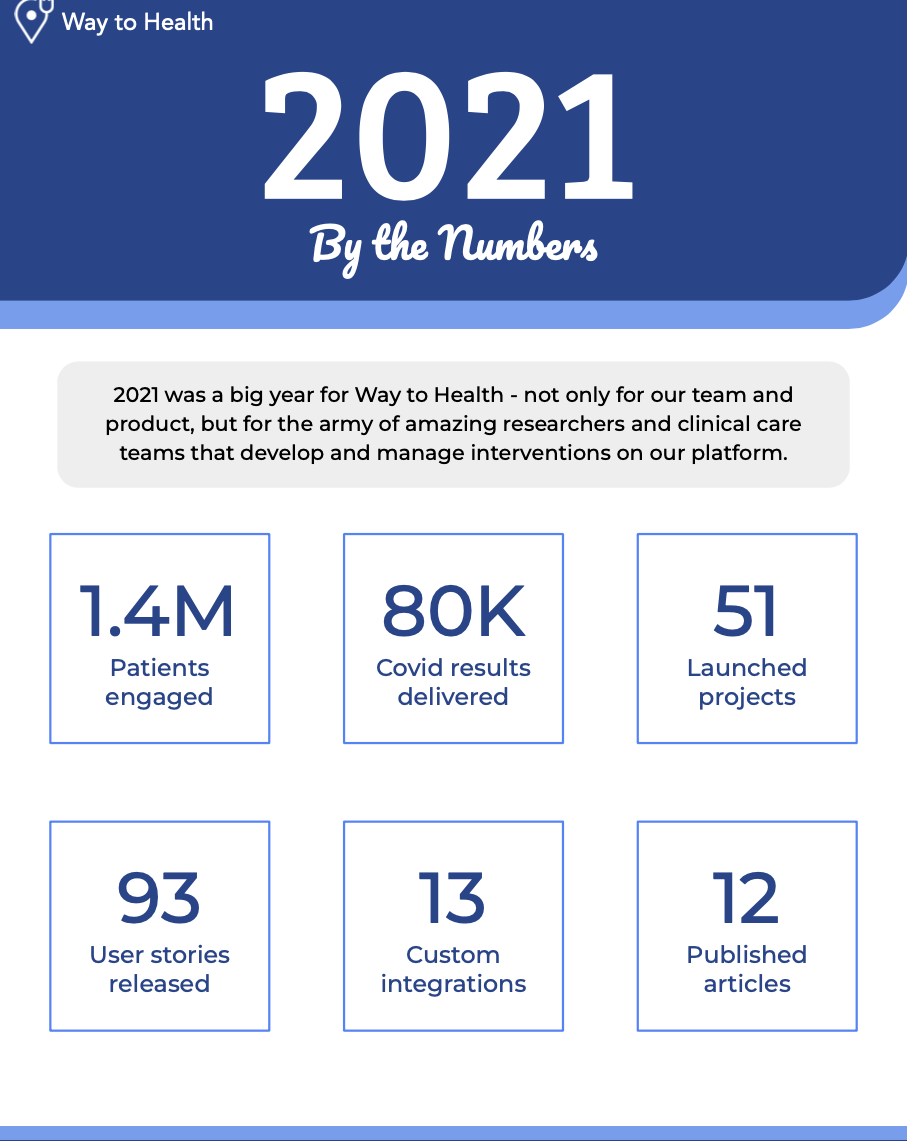 Way to Health
2021
By the Numbers
2021 was a big year for Way to Health - not only for our team and
product, but for the army of amazing researchers and clinical care
teams that develop and manage interventions on our platform.
1.4M
Patients
engaged
80K
Covid results
delivered
51
Launched
projects
93
User stories
released
13
Custom
integrations
12
Published
articles